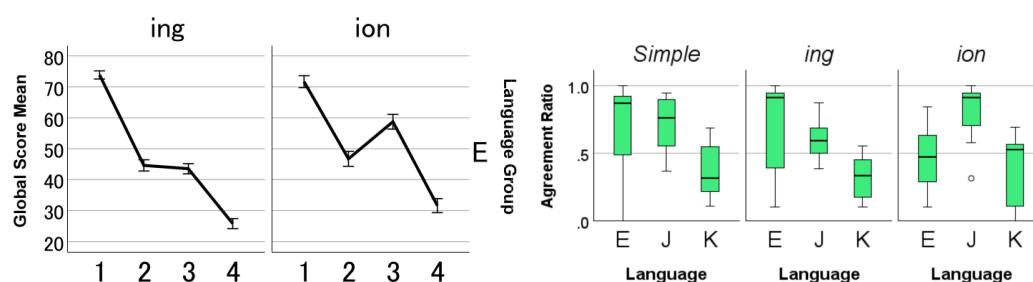 ing ion
Global Score Mean
80
70
60
50
40
30
20
1 2 3 4 1 2 3 4
E
Language Group
Simple ing ion
Agreement Ratio
1.0
.5
.0
E J K E J K E J K
Language Language Language